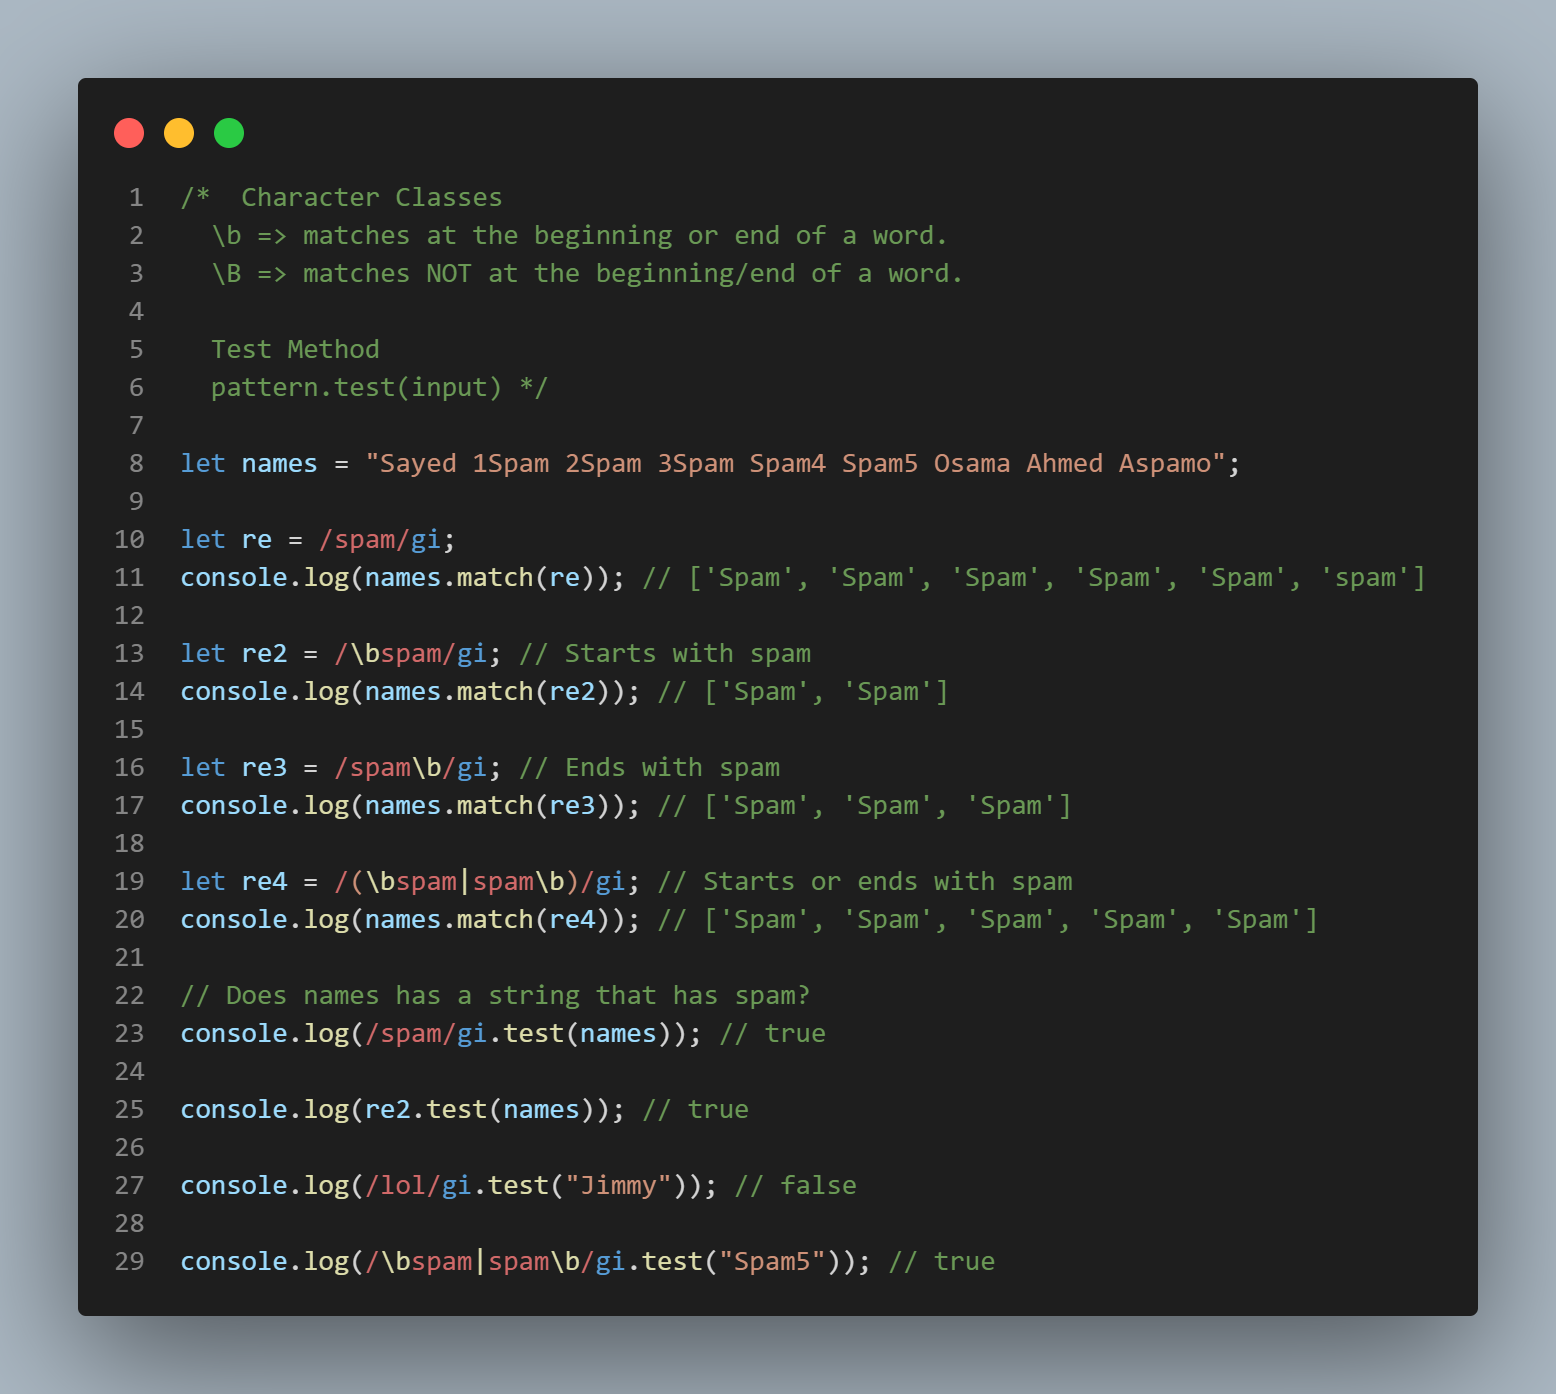 1 /*  Character Classes
2   \b => matches at the beginning or end of a word.
3   \B => matches NOT at the beginning/end of a word.
4
5   Test Method
6   pattern.test(input) */
7
8 let names = "Sayed 1Spam 2Spam 3Spam Spam4 Spam5 Osama Ahmed Aspamo";
9
10 let re = /spam/gi;
11 console.log(names.match(re)); // ['Spam', 'Spam', 'Spam', 'Spam', 'Spam', 'spam']
12
13 let re2 = /\bspam/gi; // Starts with spam
14 console.log(names.match(re2)); // ['Spam', 'Spam']
15
16 let re3 = /spam\b/gi; // Ends with spam
17 console.log(names.match(re3)); // ['Spam', 'Spam', 'Spam']
18
19 let re4 = /(\bspam|spam\b)/gi; // Starts or ends with spam
20 console.log(names.match(re4)); // ['Spam', 'Spam', 'Spam', 'Spam', 'Spam']
21
22 // Does names has a string that has spam?
23 console.log(/spam/gi.test(names)); // true
24
25 console.log(re2.test(names)); // true
26
27 console.log(/lol/gi.test("Jimmy")); // false
28
29 console.log(/\bspam|spam\b/gi.test("Spam5")); // true